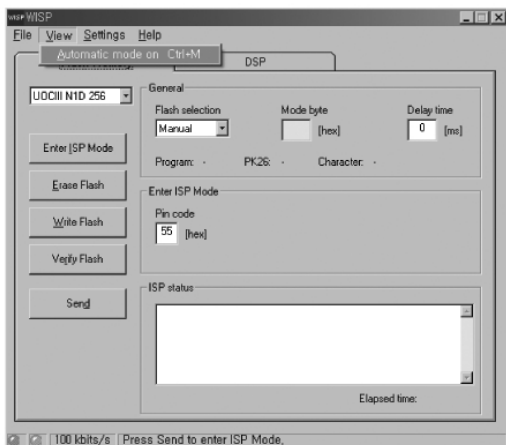 WISP WISP
File View Settings Help
Automatic mode on Ctrl+M
DSP
UOCIII N1D 256
General
Flash selection Mode byte Delay time
Manual [hex] 0 [ms]
Program: - PK26: - Character: -
Enter ISP Mode
Erase Flash
Write Flash
Verify Flash
Send
Enter ISP Mode
Pin code
55 [hex]
ISP status
Elapsed time:
100 kbits/s Press Send to enter ISP Mode.